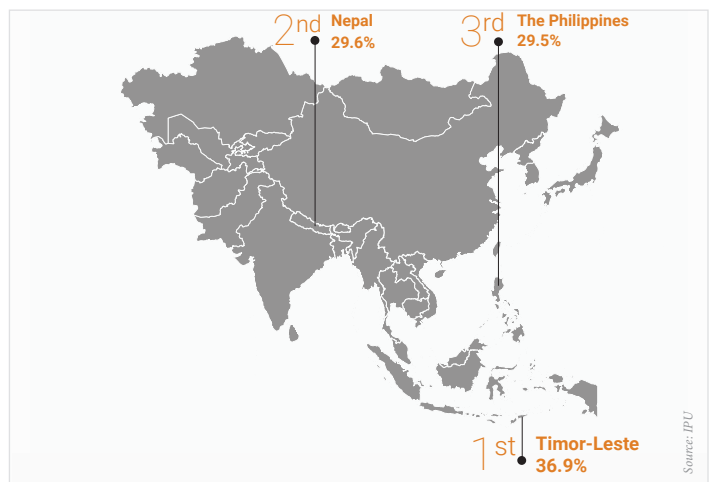 2nd Nepal
29.6%
3rd The Philippines
29.5%
1st Timor-Leste
36.9%
Source: IPU